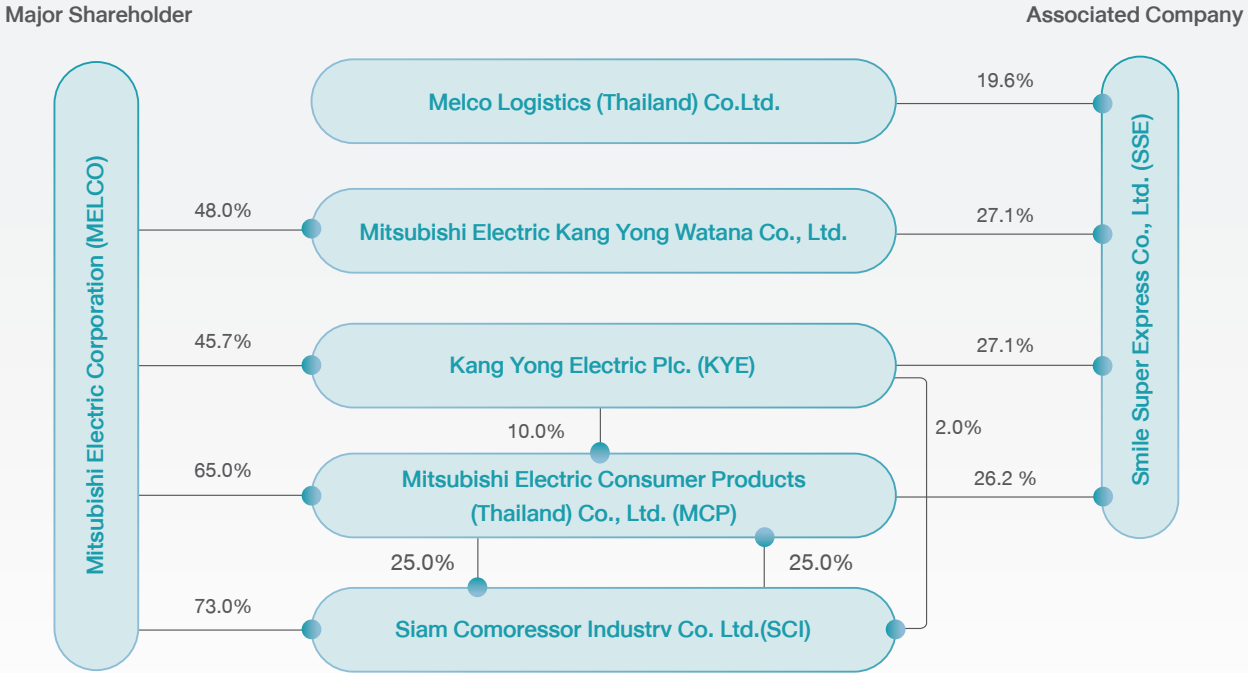 Major Shareholder
Associated Company
Mitsubishi Electric Corporation (MELCO)
Melco Logistics (Thailand) Co.Ltd.
19.6%
Smile Super Express Co., Ltd. (SSE)
48.0%
Mitsubishi Electric Kang Yong Watana Co., Ltd.
27.1%
45.7%
Kang Yong Electric Plc. (KYE)
27.1%
10.0%
2.0%
65.0%
Mitsubishi Electric Consumer Products
(Thailand) Co., Ltd. (MCP)
26.2 %
25.0%
25.0%
73.0%
Siam Comoressor Industrv Co. Ltd.(SCI)